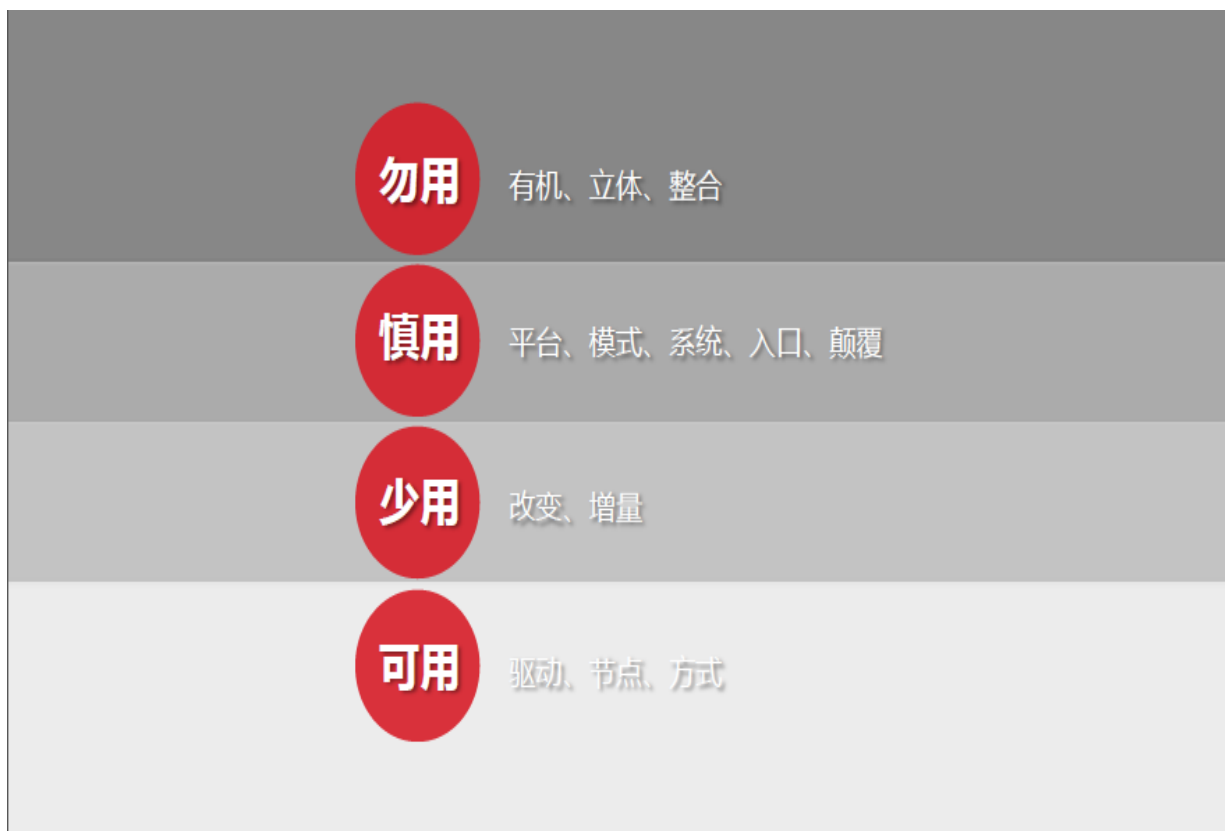 勿用 有机、立体、整合
慎用 平台、模式、系统、入口、颠覆
少用 改变、增量
可用 驱动、节点、方式